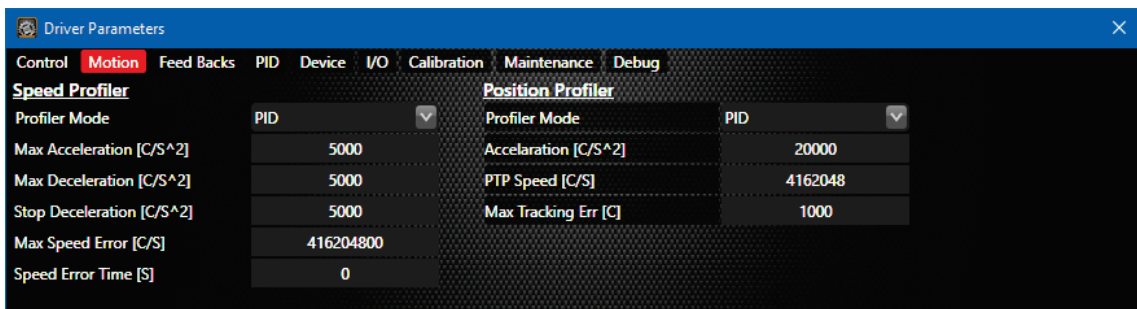 Driver Parameters
Control Motion Feed Backs PID Device I/O Calibration Maintenance Debug
Speed Profiler Position Profiler
Profiler Mode PID Profiler Mode PID
Max Acceleration [C/S^2] 5000 Accelaration [C/S^2] 20000
Max Deceleration [C/S^2] 5000 PTP Speed [C/S] 4162048
Stop Deceleration [C/S^2] 5000 Max Tracking Err [C] 1000
Max Speed Error [C/S] 416204800
Speed Error Time [S] 0